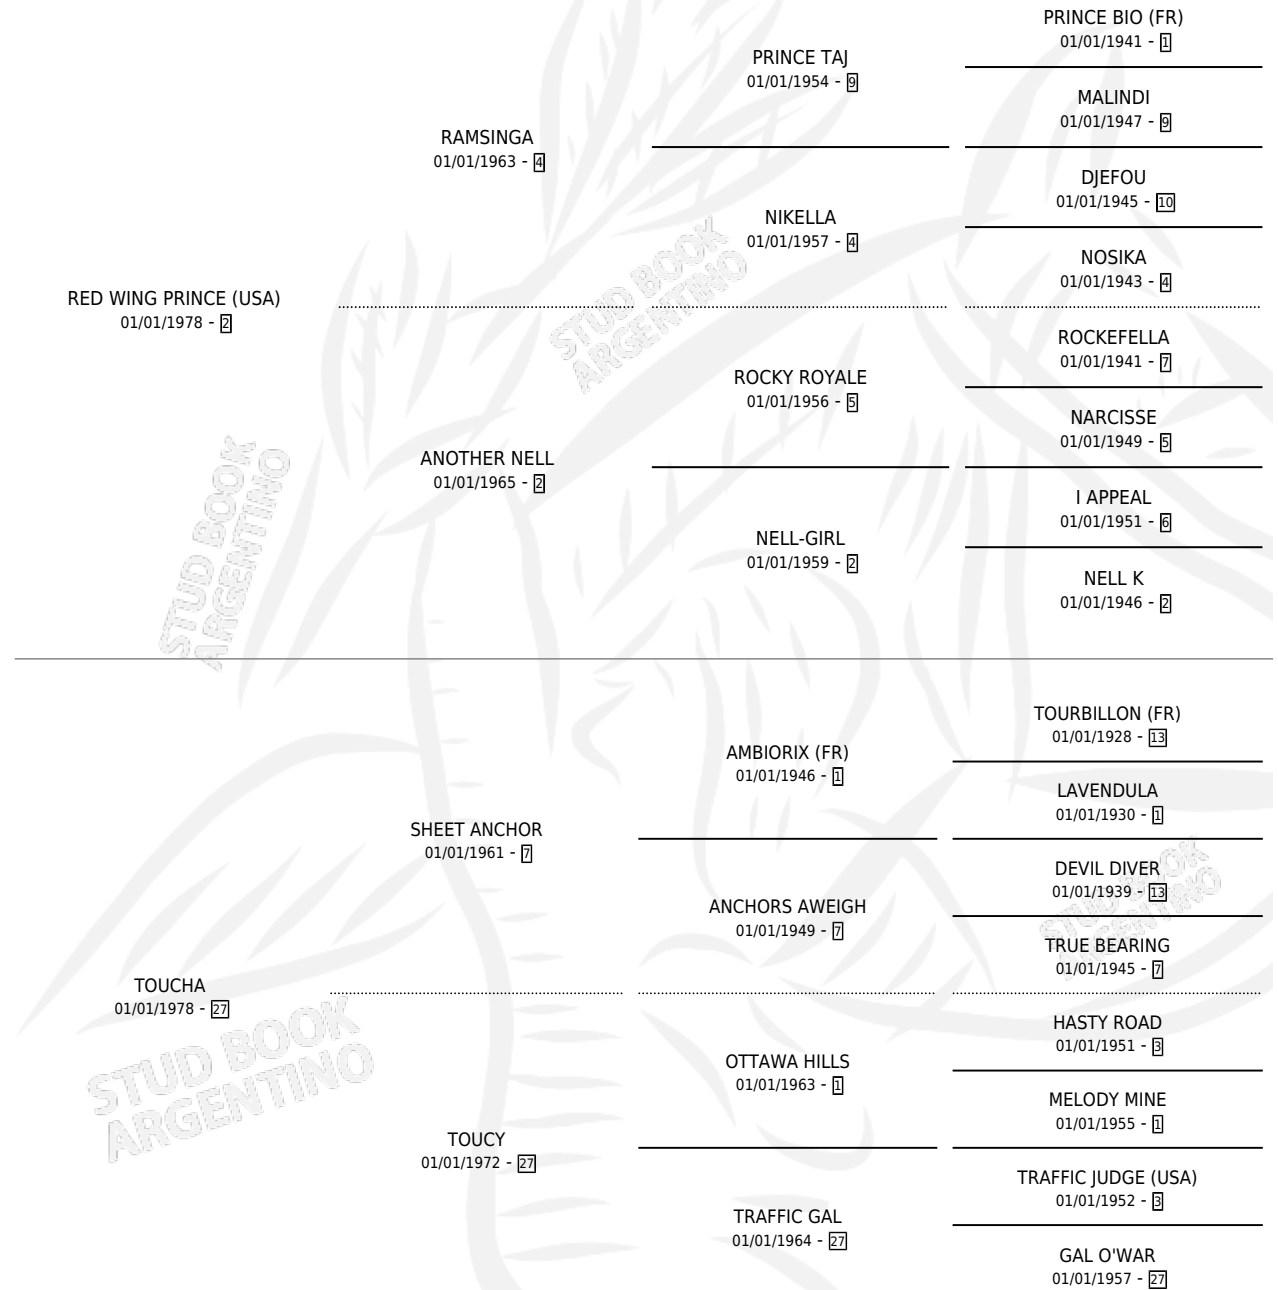 PRINCE BIO (FR)
01/01/1941 - 1
PRINCE TAJ
01/01/1954 - 9
MALINDI
01/01/1947 - 9
RAMSINGA
01/01/1963 - 4
DJEFOU
01/01/1945 - 10
NIKELLA
01/01/1957 - 4
NOSIKA
01/01/1943 - 4
RED WING PRINCE (USA)
01/01/1978 - 2
ROCKEFELLA
01/01/1941 - 7
ROCKY ROYALE
01/01/1956 - 5
NARCISSE
01/01/1949 - 5
ANOTHER NELL
01/01/1965 - 2
I APPEAL
01/01/1951 - 6
NELL-GIRL
01/01/1959 - 2
NELL K
01/01/1946 - 2
TOURBILLON (FR)
01/01/1928 - 13
AMBIORIX (FR)
01/01/1946 - 1
LAVENDULA
01/01/1930 - 1
SHEET ANCHOR
01/01/1961 - 7
DEVIL DIVER
01/01/1939 - 13
ANCHORS AWEIGH
01/01/1949 - 7
TRUE BEARING
01/01/1945 - 7
TOUCHA
01/01/1978 - 27
HASTY ROAD
01/01/1951 - 3
OTTAWA HILLS
01/01/1963 - 1
MELODY MINE
01/01/1955 - 1
TOUCY
01/01/1972 - 27
TRAFFIC JUDGE (USA)
01/01/1952 - 3
TRAFFIC GAL
01/01/1964 - 27
GAL O'WAR
01/01/1957 - 27
STUD BOOK
ARGENTINO
STUD BOOK
ARGENTINO
STUD BOOK
ARGENTINO
STUD BOOK
ARGENTINO